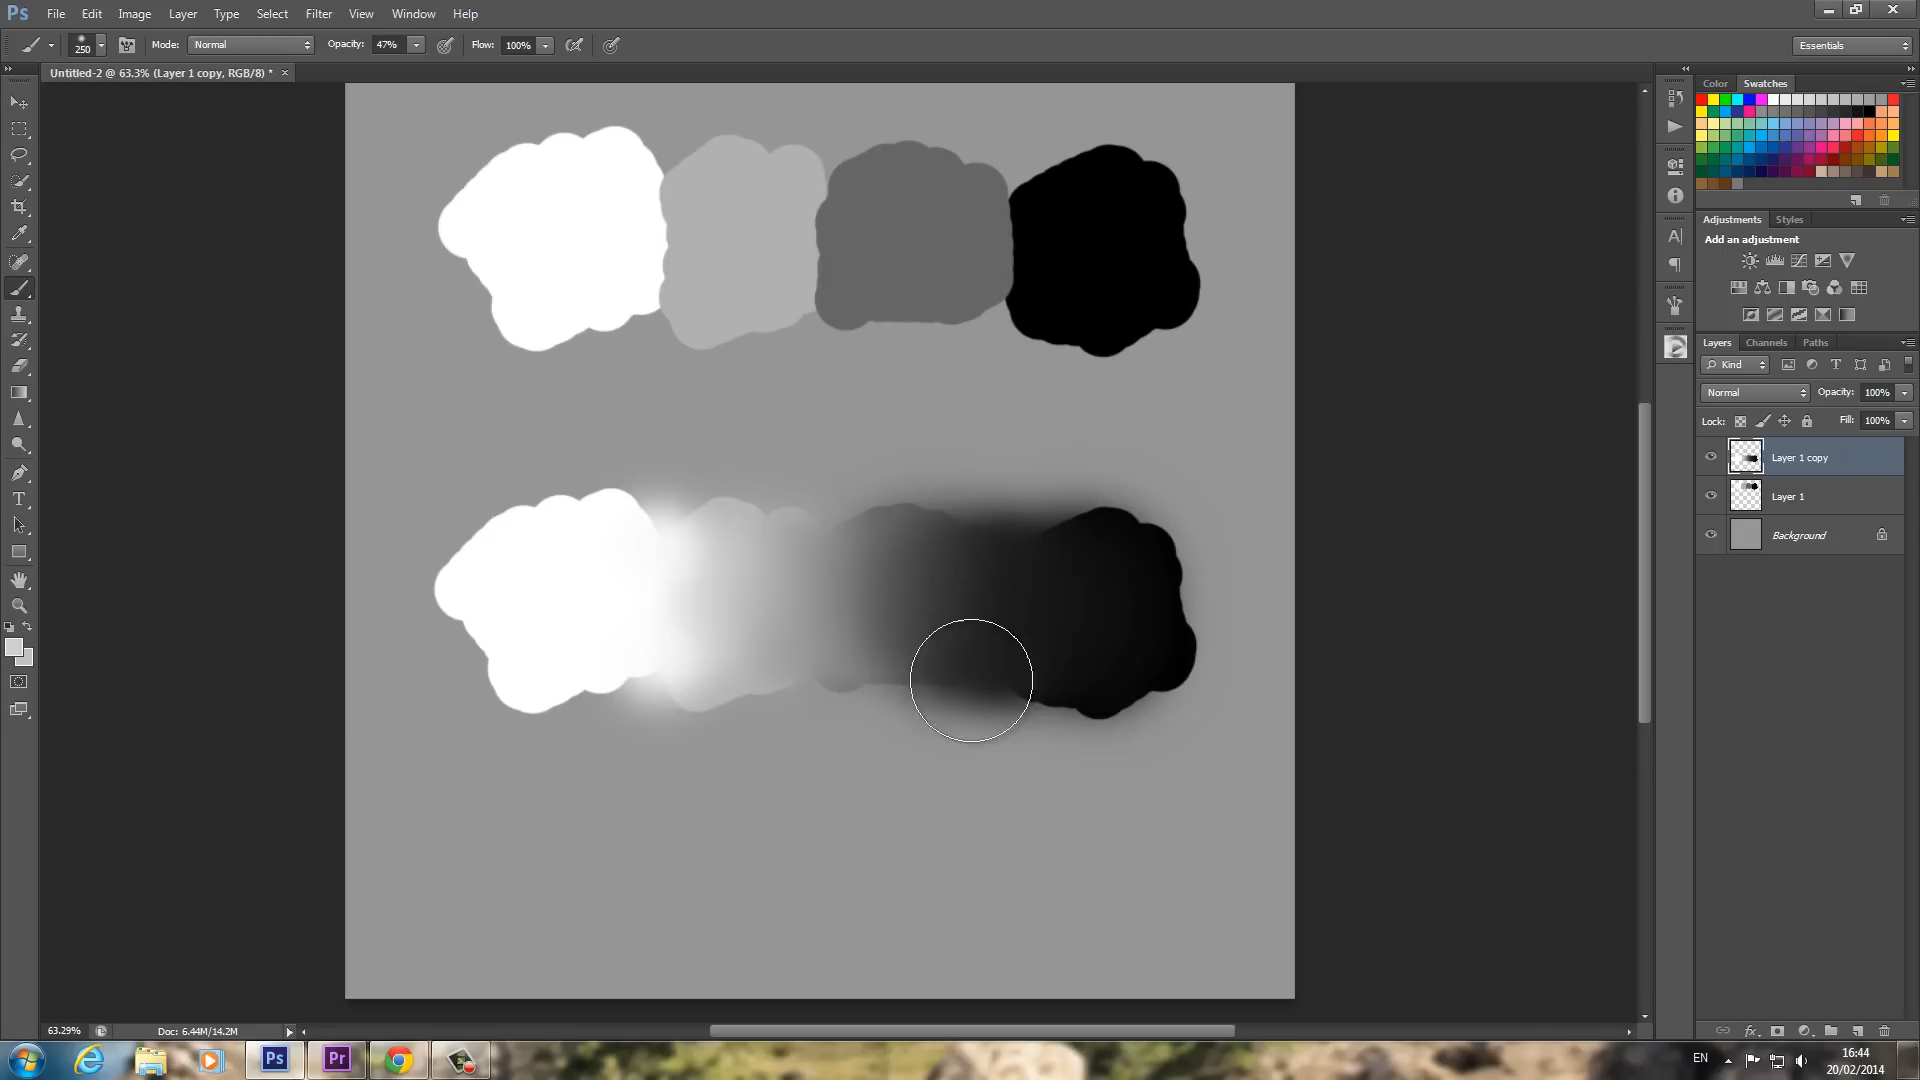 Ps File Edit Image Layer Type Select Filter View Window Help
250 Mode: Normal Opacity: 47% Flow: 100% Essentials
Untitled-2 @ 63.3% (Layer 1 copy, RGB/8) * ×
Color Swatches
Adjustments Styles
Add an adjustment
Layers Channels Paths
Kind
Normal Opacity: 100%
Lock: Fill: 100%
Layer 1 copy
Layer 1
Background
63.29% Doc: 6.44M/14.2M
Ps Pr EN 16:44
20/02/2014